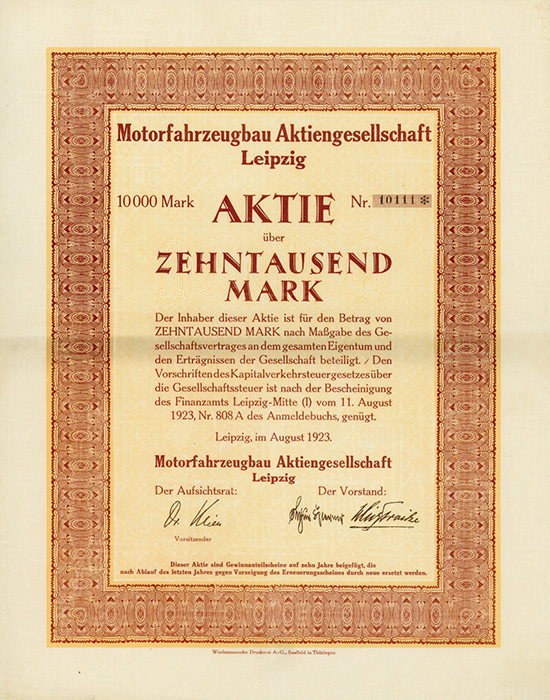 Motorfahrzeugbau Aktiengesellschaft
Leipzig
10000 Mark AKTIE Nr. 10111 *
über
ZEHNTAUSEND
MARK
Der Inhaber dieser Aktie ist für den Betrag von
ZEHNTAUSEND MARK nach Maßgabe des Ge-
sellschaftsvertrages an dem gesamten Eigentum und
den Erträgnissen der Gesellschaft beteiligt. / Den
Vorschriften des Kapitalverkehrsteuergesetzes über
die Gesellschaftssteuer ist nach der Bescheinigung
des Finanzamts Leipzig-Mitte (I) vom 11. August
1923, Nr. 808 A des Anmeldebuchs, genügt.
Leipzig, im August 1923.
Motorfahrzeugbau Aktiengesellschaft
Leipzig
Der Aufsichtsrat: Der Vorstand:
Dr. Klien
Vorsitzender
Dieser Aktie sind Gewinnanteilscheine auf zehn Jahre beigefügt, die
nach Ablauf des letzten Jahres gegen Vorzeigung des Erneuerungsscheines durch neue ersetzt werden.
Wiedemannsche Druckerei A.-G., Saalfeld in Thüringen